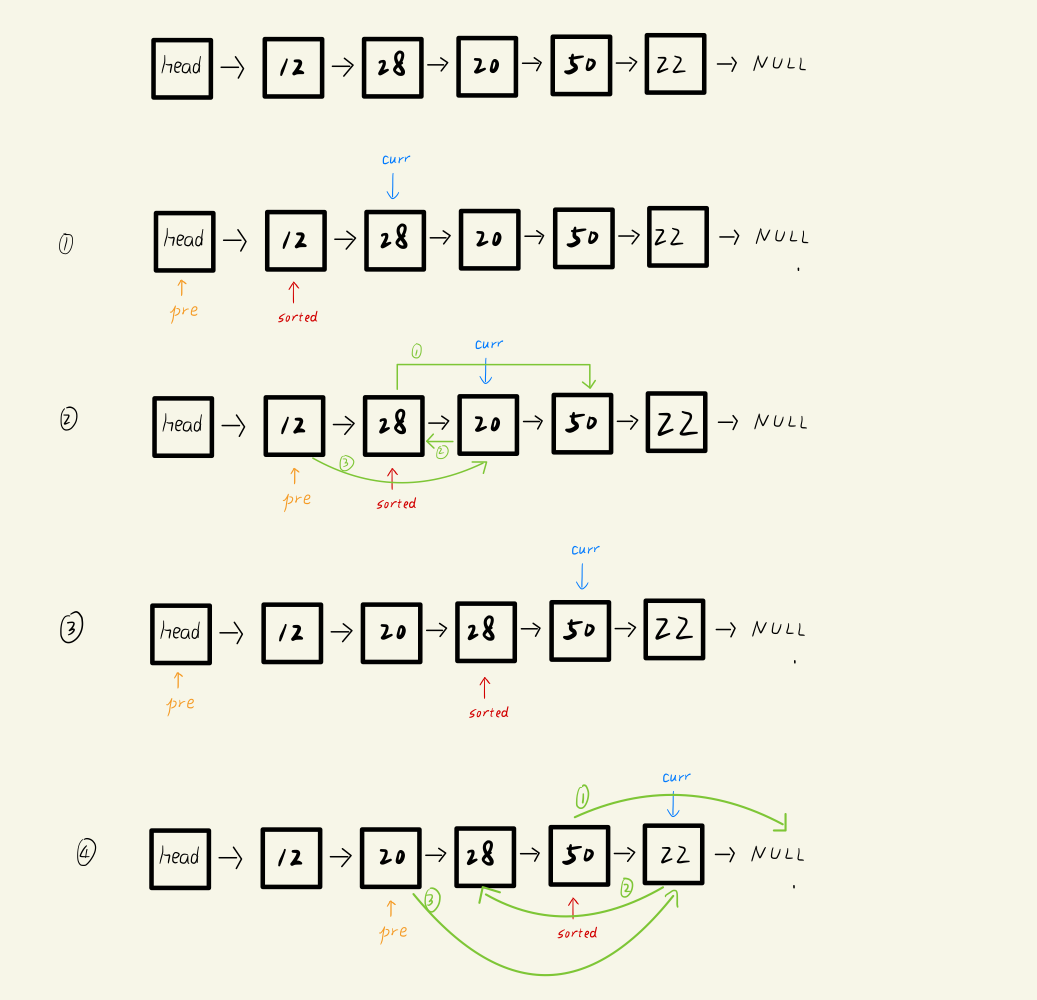 head → 12 → 28 → 20 → 50 → 22 → NULL
curr
① head → 12 → 28 → 20 → 50 → 22 → NULL
pre sorted
① curr
② head → 12 → 28 → 20 → 50 → 22 → NULL
③ ②
pre sorted
curr
③ head → 12 → 20 → 28 → 50 → 22 → NULL
pre sorted
① curr
④ head → 12 → 20 → 28 → 50 → 22 → NULL
③ ②
pre sorted